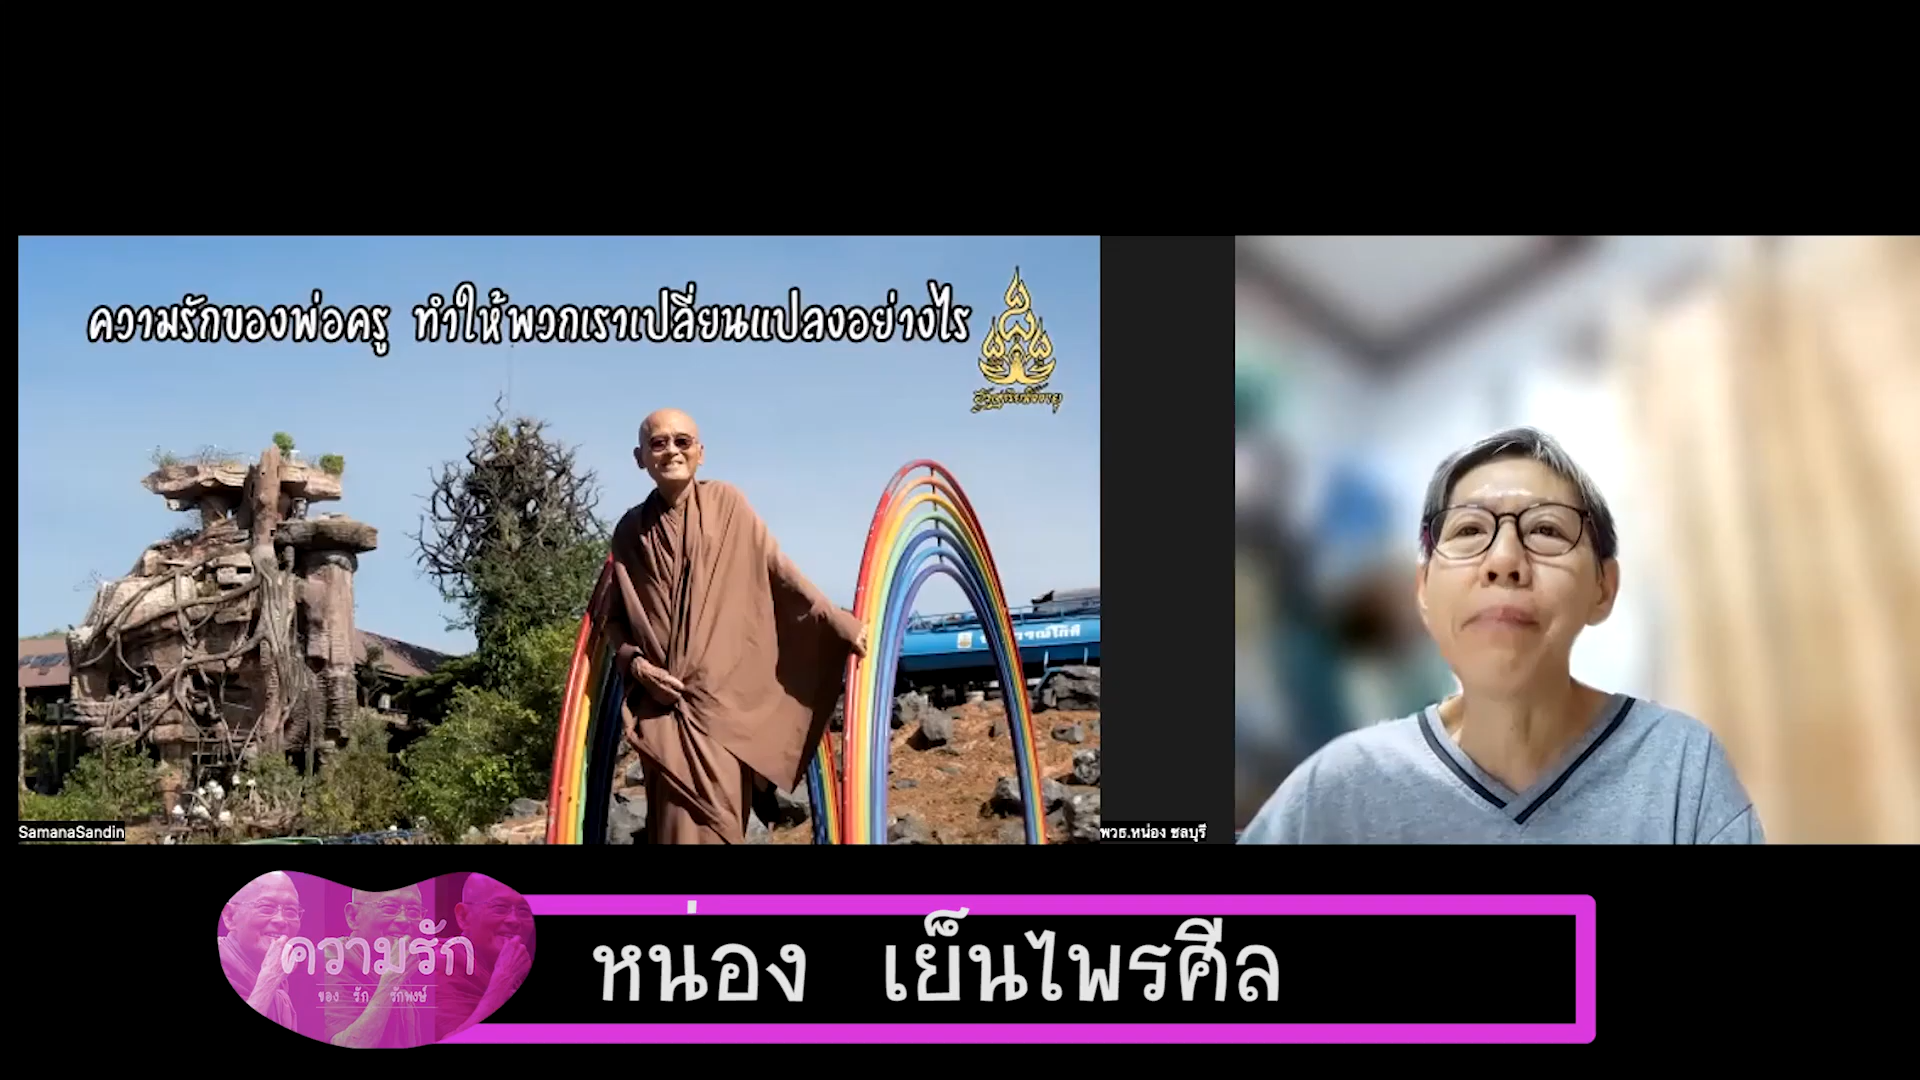 ความรักของพ่อครู ทำให้พวกเราเปลี่ยนแปลงอย่างไร
SamanaSandin
พวธ.หน่อง ชลบุรี
ความรัก
ของ รัก รักพงษ์
หน่อง เย็นไพรศีล